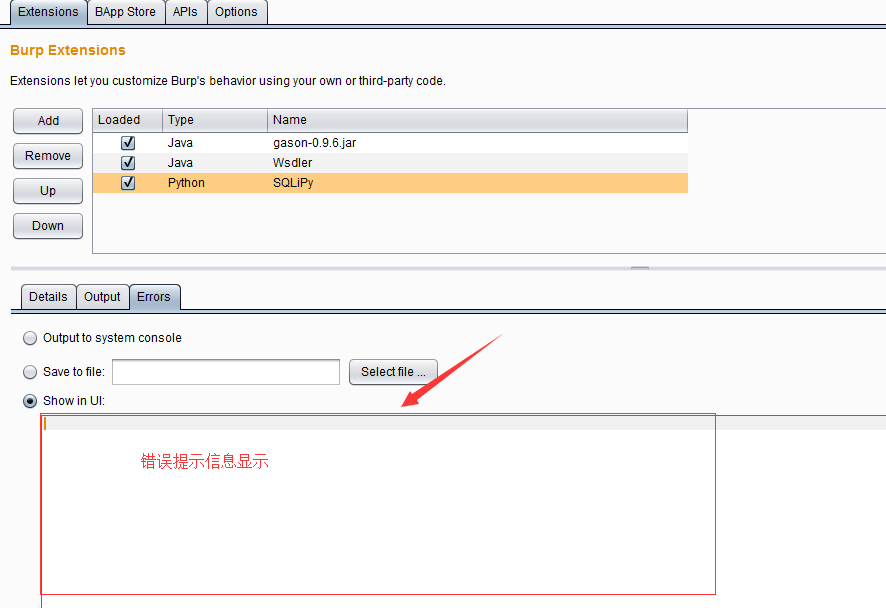 Extensions BApp Store APIs Options
Burp Extensions
Extensions let you customize Burp's behavior using your own or third-party code.
Add
Remove
Up
Down
Loaded Type Name
Java gason-0.9.6.jar
Java Wsdler
Python SQLiPy
Details Output Errors
Output to system console
Save to file: Select file ...
Show in UI:
错误提示信息显示